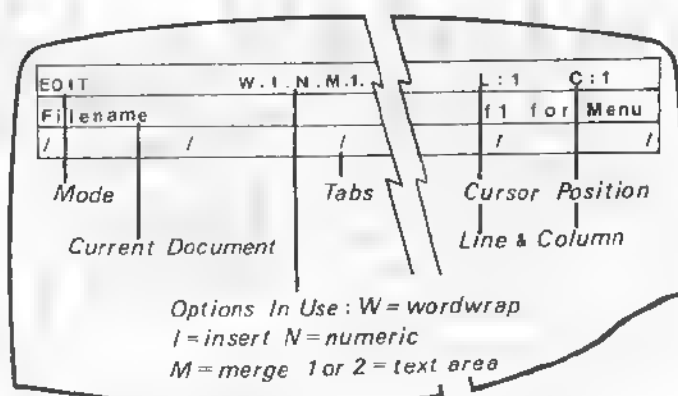 EDIT W.I.N.M.1. L:1 C:1
Filename f1 for Menu
/ / / / /
Mode Tabs Cursor Position
Current Document Line & Column
Options In Use : W = wordwrap
I = insert N = numeric
M = merge 1 or 2 = text area